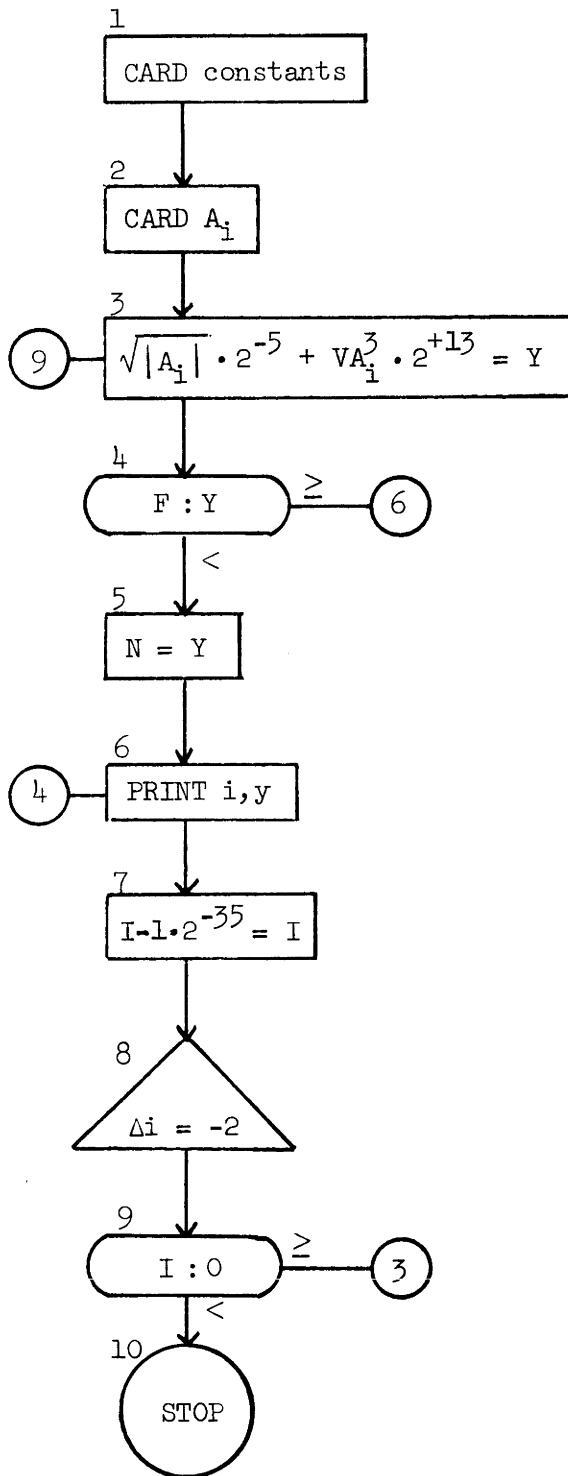 1
CARD constants
2
CARD A_i
3
9
√|A_i| · 2^-5 + VA_i^3 · 2^+13 = Y
4
F : Y
≥
6
<
5
N = Y
6
4
PRINT i,y
7
I-1·2^-35 = I
8
Δi = -2
9
I : 0
≥
3
<
10
STOP